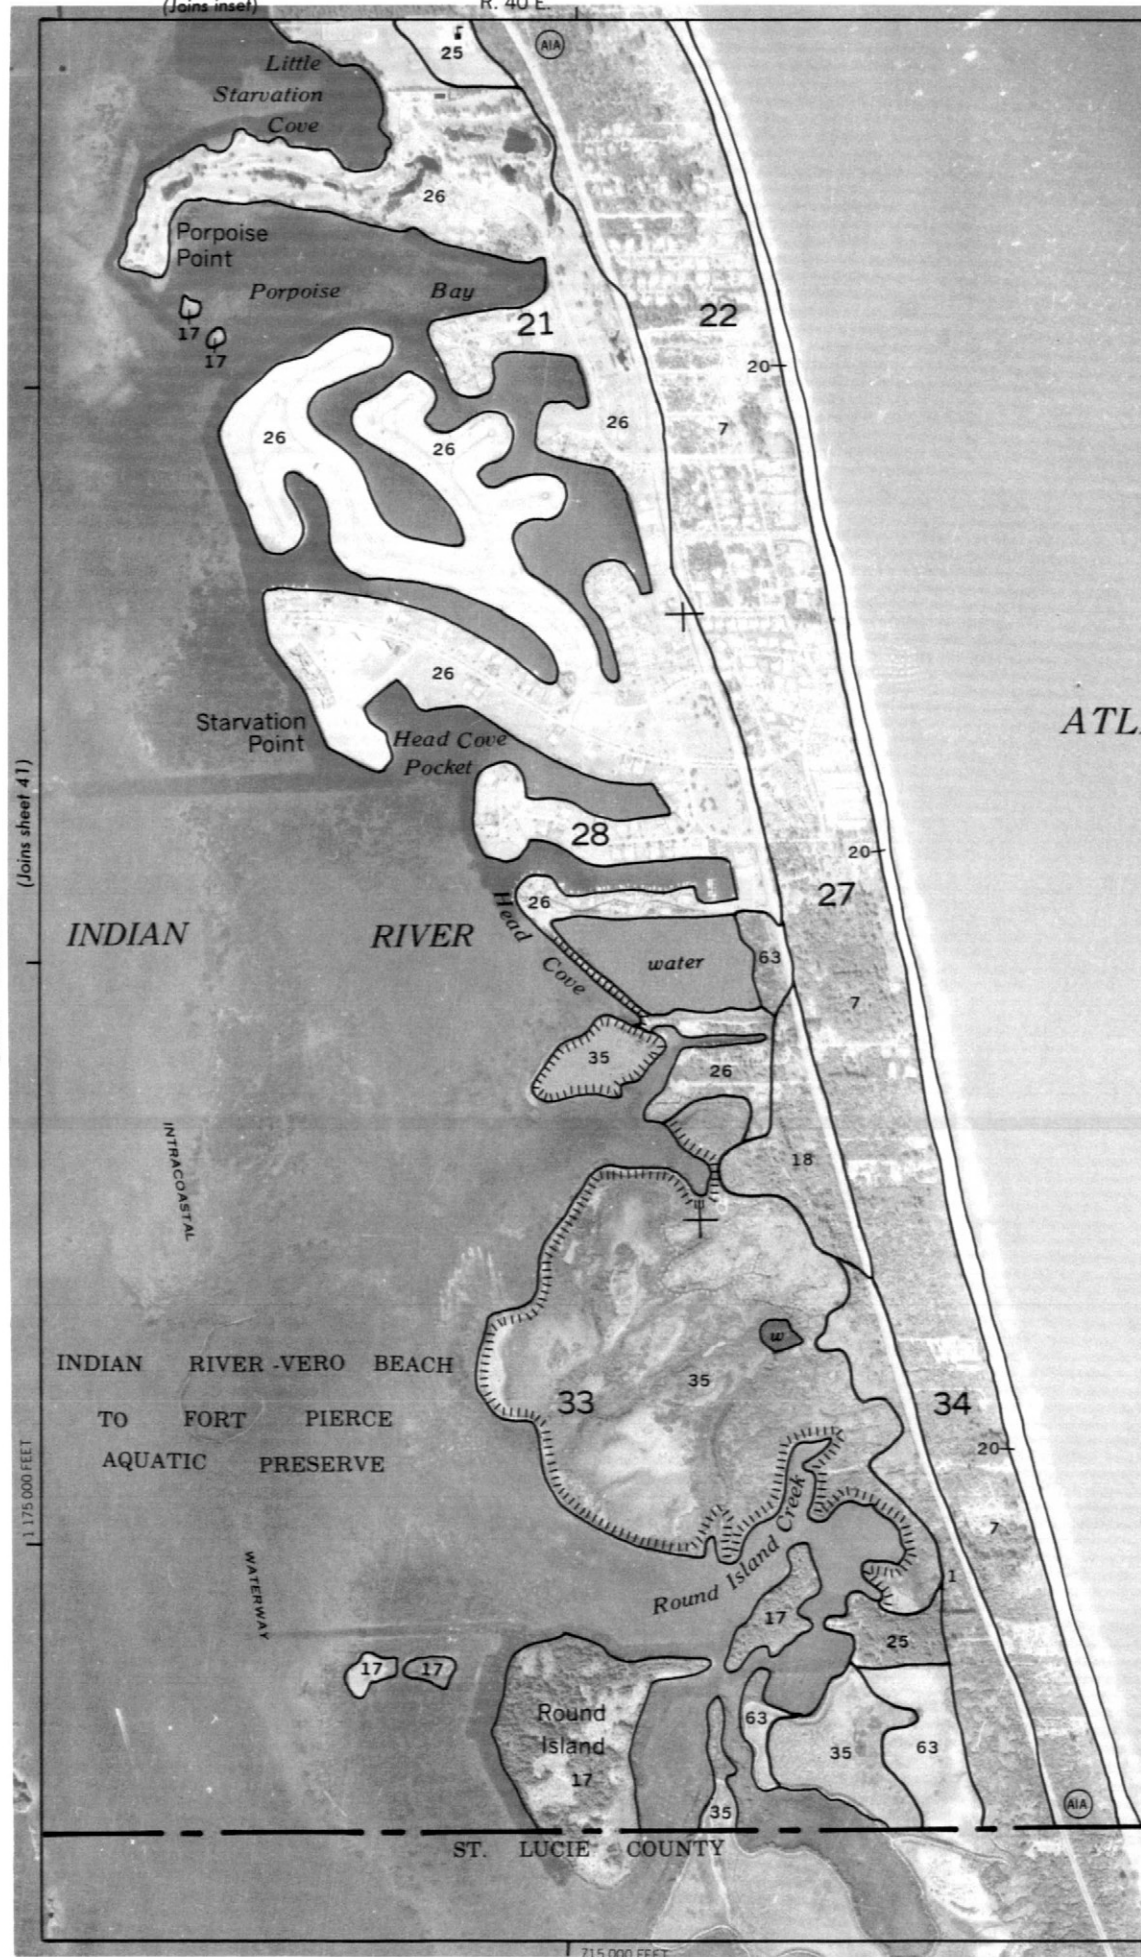 (Joins inset)
R. 40 E.
A1A
25
Little
Starvation
Cove
26
Porpoise
Point
Porpoise Bay
17
17
21
22
20
26
26
26
7
26
Starvation
Point
Head Cove
Pocket
(Joins sheet 41)
28
20
27
26
Head Cove
INDIAN RIVER
water
63
7
35
26
18
INTRACOASTAL
ATL
w
INDIAN RIVER-VERO BEACH
TO FORT PIERCE
AQUATIC PRESERVE
35
33
34
20
1 175 000 FEET
Round Island Creek
7
1
WATERWAY
17
25
17
17
Round
Island
17
63
35
63
35
A1A
ST. LUCIE COUNTY
715 000 FEET